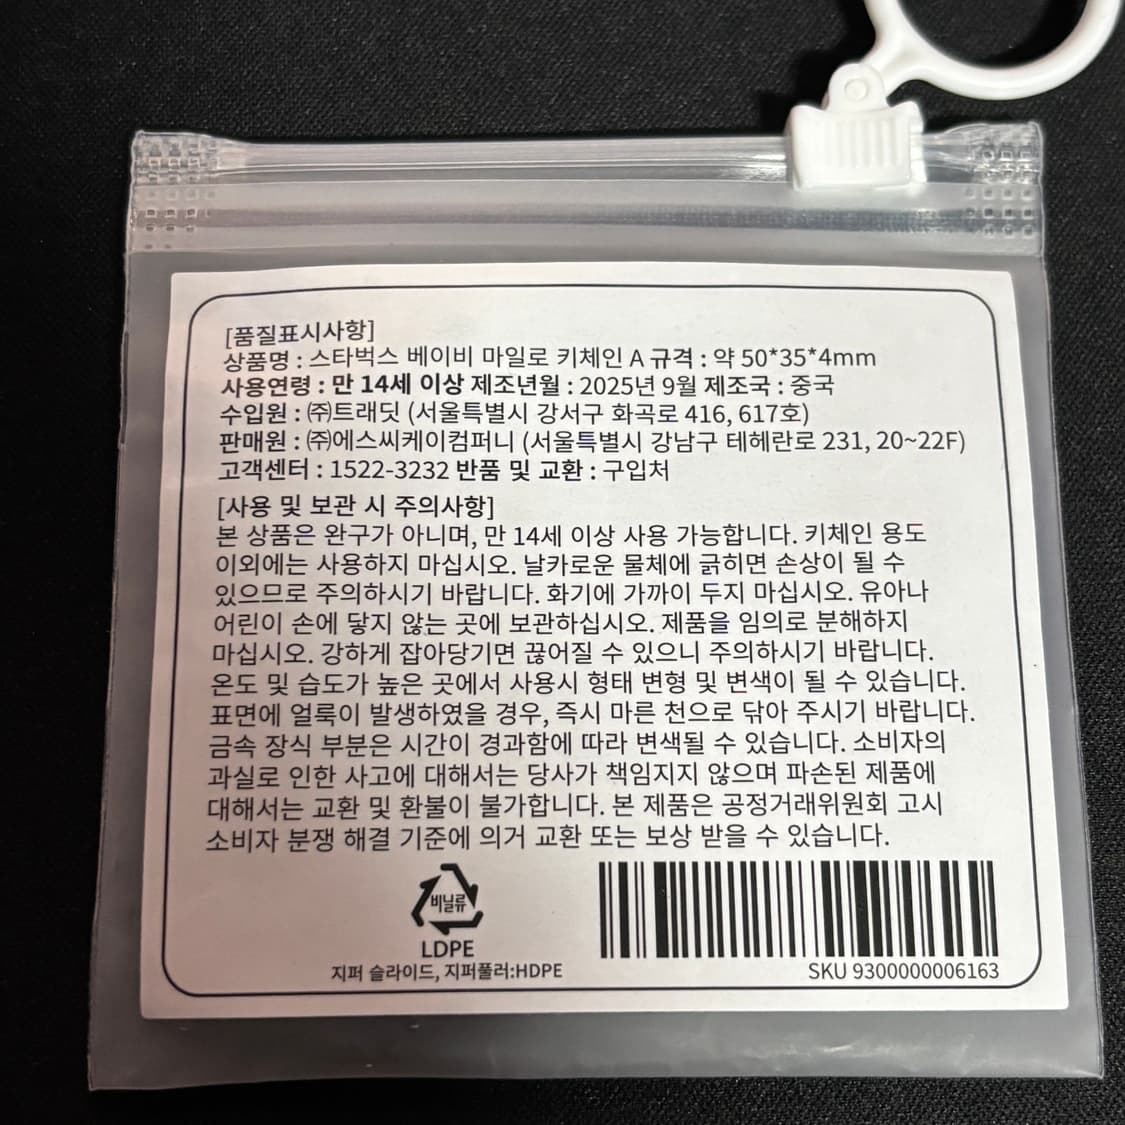 [품질표시사항]
상품명 : 스타벅스 베이비 마일로 키체인 A 규격 : 약 50*35*4mm
사용연령 : 만 14세 이상 제조년월 : 2025년 9월 제조국 : 중국
수입원 : ㈜트래딧 (서울특별시 강서구 화곡로 416, 617호)
판매원 : ㈜에스씨케이컴퍼니 (서울특별시 강남구 테헤란로 231, 20~22F)
고객센터 : 1522-3232 반품 및 교환 : 구입처
[사용 및 보관 시 주의사항]
본 상품은 완구가 아니며, 만 14세 이상 사용 가능합니다. 키체인 용도
이외에는 사용하지 마십시오. 날카로운 물체에 긁히면 손상이 될 수
있으므로 주의하시기 바랍니다. 화기에 가까이 두지 마십시오. 유아나
어린이 손에 닿지 않는 곳에 보관하십시오. 제품을 임의로 분해하지
마십시오. 강하게 잡아당기면 끊어질 수 있으니 주의하시기 바랍니다.
온도 및 습도가 높은 곳에서 사용시 형태 변형 및 변색이 될 수 있습니다.
표면에 얼룩이 발생하였을 경우, 즉시 마른 천으로 닦아 주시기 바랍니다.
금속 장식 부분은 시간이 경과함에 따라 변색될 수 있습니다. 소비자의
과실로 인한 사고에 대해서는 당사가 책임지지 않으며 파손된 제품에
대해서는 교환 및 환불이 불가합니다. 본 제품은 공정거래위원회 고시
소비자 분쟁 해결 기준에 의거 교환 또는 보상 받을 수 있습니다.
비닐류
LDPE
지퍼 슬라이드, 지퍼풀러:HDPE
SKU 9300000006163